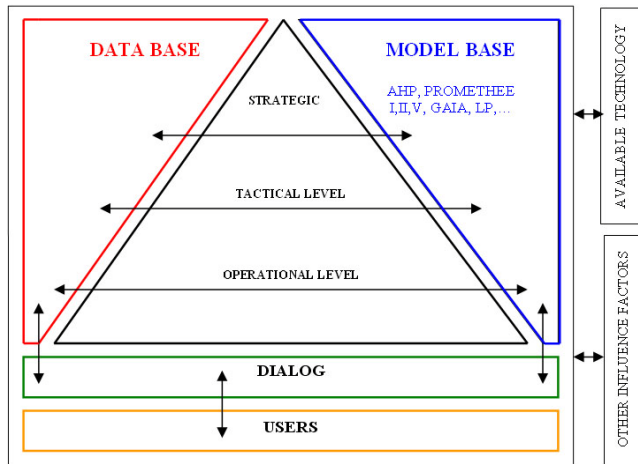 DATA BASE
MODEL BASE
AHP, PROMETHEE
I,II,V, GAIA, LP,...
STRATEGIC
TACTICAL LEVEL
OPERATIONAL LEVEL
DIALOG
USERS
AVAILABLE TECHNOLOGY
OTHER INFLUENCE FACTORS